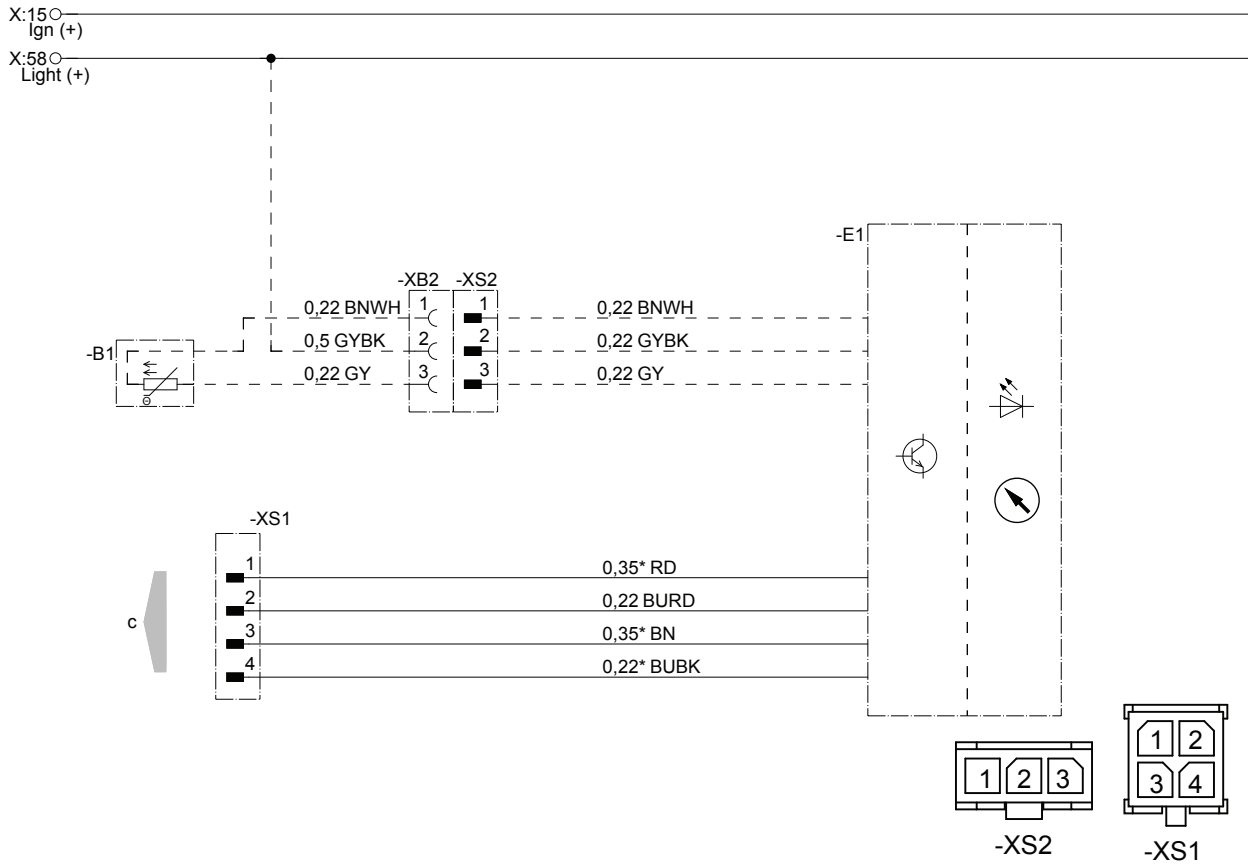 X:15
Ign (+)
X:58
Light (+)
-E1
-XB2 -XS2
0,22 BNWH 1 1 0,22 BNWH
-B1 0,5 GYBK 2 2 0,22 GYBK
0,22 GY 3 3 0,22 GY
-XS1
1 0,35* RD
2 0,22 BURD
c
3 0,35* BN
4 0,22* BUBK
1 2
1 2 3
3 4
-XS2
-XS1